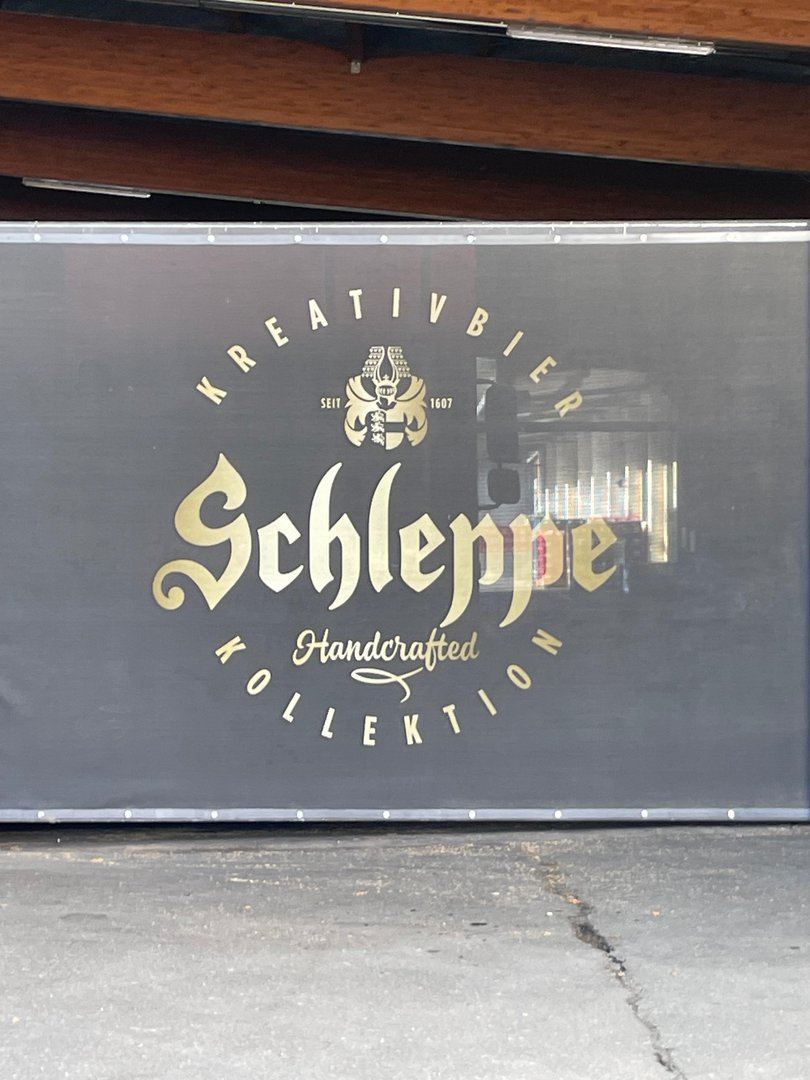 KREATIVBIER
SEIT 1607
Schleppe
Handcrafted
KOLLEKTION